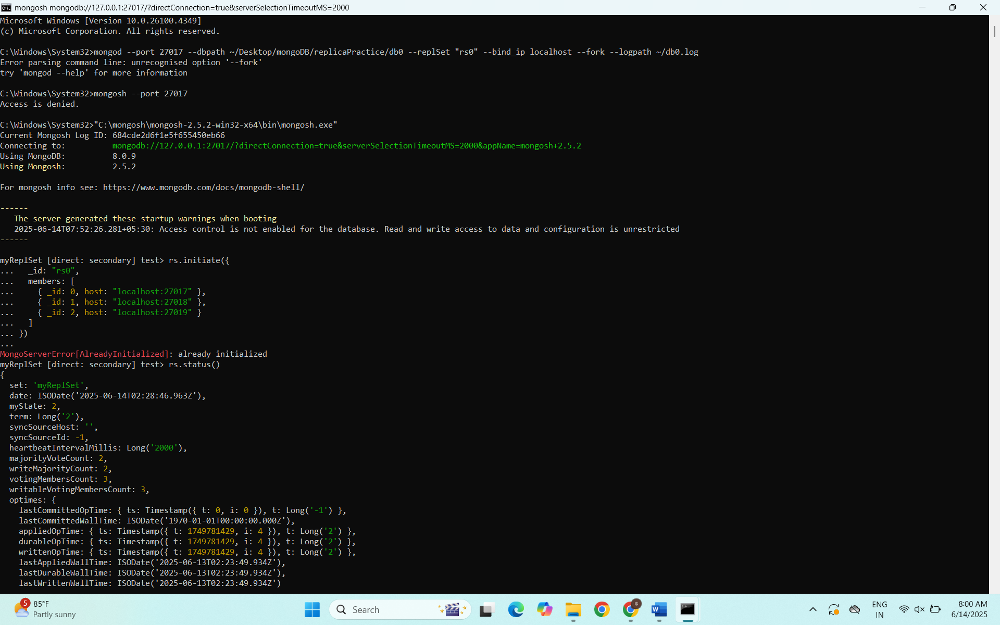 mongosh mongodb://127.0.0.1:27017/?directConnection=true&serverSelectionTimeoutMS=2000
Microsoft Windows [Version 10.0.26100.4349]
(c) Microsoft Corporation. All rights reserved.
C:\Windows\System32>mongod --port 27017 --dbpath ~/Desktop/mongoDB/replicaPractice/db0 --replSet "rs0" --bind_ip localhost --fork --logpath ~/db0.log
Error parsing command line: unrecognised option '--fork'
try 'mongod --help' for more information
C:\Windows\System32>mongosh --port 27017
Access is denied.
C:\Windows\System32>"C:\mongosh\mongosh-2.5.2-win32-x64\bin\mongosh.exe"
Current Mongosh Log ID: 684cde2d6f1e5f655450eb66
Connecting to:          mongodb://127.0.0.1:27017/?directConnection=true&serverSelectionTimeoutMS=2000&appName=mongosh+2.5.2
Using MongoDB:          8.0.9
Using Mongosh:          2.5.2
For mongosh info see: https://www.mongodb.com/docs/mongodb-shell/
------
   The server generated these startup warnings when booting
   2025-06-14T07:52:26.281+05:30: Access control is not enabled for the database. Read and write access to data and configuration is unrestricted
------
myReplSet [direct: secondary] test> rs.initiate({
...   _id: "rs0",
...   members: [
...     { _id: 0, host: "localhost:27017" },
...     { _id: 1, host: "localhost:27018" },
...     { _id: 2, host: "localhost:27019" }
...   ]
... })
...
MongoServerError[AlreadyInitialized]: already initialized
myReplSet [direct: secondary] test> rs.status()
{
  set: 'myReplSet',
  date: ISODate('2025-06-14T02:28:46.963Z'),
  myState: 2,
  term: Long('2'),
  syncSourceHost: '',
  syncSourceId: -1,
  heartbeatIntervalMillis: Long('2000'),
  majorityVoteCount: 2,
  writeMajorityCount: 2,
  votingMembersCount: 3,
  writableVotingMembersCount: 3,
  optimes: {
    lastCommittedOpTime: { ts: Timestamp({ t: 0, i: 0 }), t: Long('-1') },
    lastCommittedWallTime: ISODate('1970-01-01T00:00:00.000Z'),
    appliedOpTime: { ts: Timestamp({ t: 1749781429, i: 4 }), t: Long('2') },
    durableOpTime: { ts: Timestamp({ t: 1749781429, i: 4 }), t: Long('2') },
    writtenOpTime: { ts: Timestamp({ t: 1749781429, i: 4 }), t: Long('2') },
    lastAppliedWallTime: ISODate('2025-06-13T02:23:49.934Z'),
    lastDurableWallTime: ISODate('2025-06-13T02:23:49.934Z'),
    lastWrittenWallTime: ISODate('2025-06-13T02:23:49.934Z')
5
85°F
Partly sunny
Search
S
W
ENG
IN
8:00 AM
6/14/2025